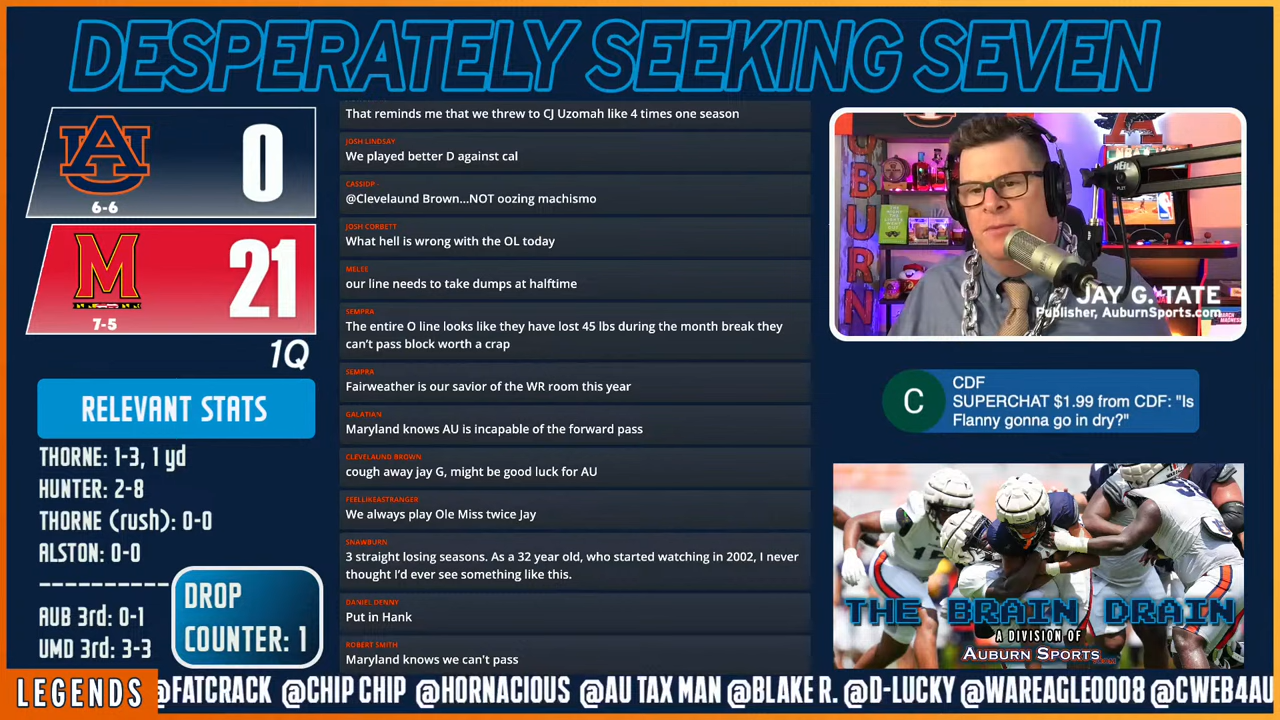 DESPERATELY SEEKING SEVEN
AU
6-6
0
M
7-5
21
1Q
RELEVANT STATS
THORNE: 1-3, 1 yd
HUNTER: 2-8
THORNE (rush): 0-0
ALSTON: 0-0
AUB 3rd: 0-1
UMD 3rd: 3-3
DROP
COUNTER: 1
That reminds me that we threw to CJ Uzomah like 4 times one season
JOSH LINDSAY
We played better D against cal
CASSIDP -
@Clevelaund Brown...NOT oozing machismo
JOSH CORBETT
What hell is wrong with the OL today
MELEE
our line needs to take dumps at halftime
SEMPRA
The entire O line looks like they have lost 45 lbs during the month break they
can't pass block worth a crap
SEMPRA
Fairweather is our savior of the WR room this year
GALATIAN
Maryland knows AU is incapable of the forward pass
CLEVELAUND BROWN
cough away jay G, might be good luck for AU
FEELLIKEASTRANGER
We always play Ole Miss twice Jay
SNAWBURN
3 straight losing seasons. As a 32 year old, who started watching in 2002, I never
thought I'd ever see something like this.
DANIEL DENNY
Put in Hank
ROBERT SMITH
Maryland knows we can't pass
UBURN
HEIL
JAY G. TATE
Publisher, AuburnSports.com
C
CDF
SUPERCHAT $1.99 from CDF: "Is
Flanny gonna go in dry?"
THE BRAIN DRAIN
A DIVISION OF
AUBURN SPORTS.COM
LEGENDS
@FATCRACK @CHIP CHIP @HORNACIOUS @AU TAX MAN @BLAKE R. @D-LUCKY @WAREAGLE0008 @CWEB4AU